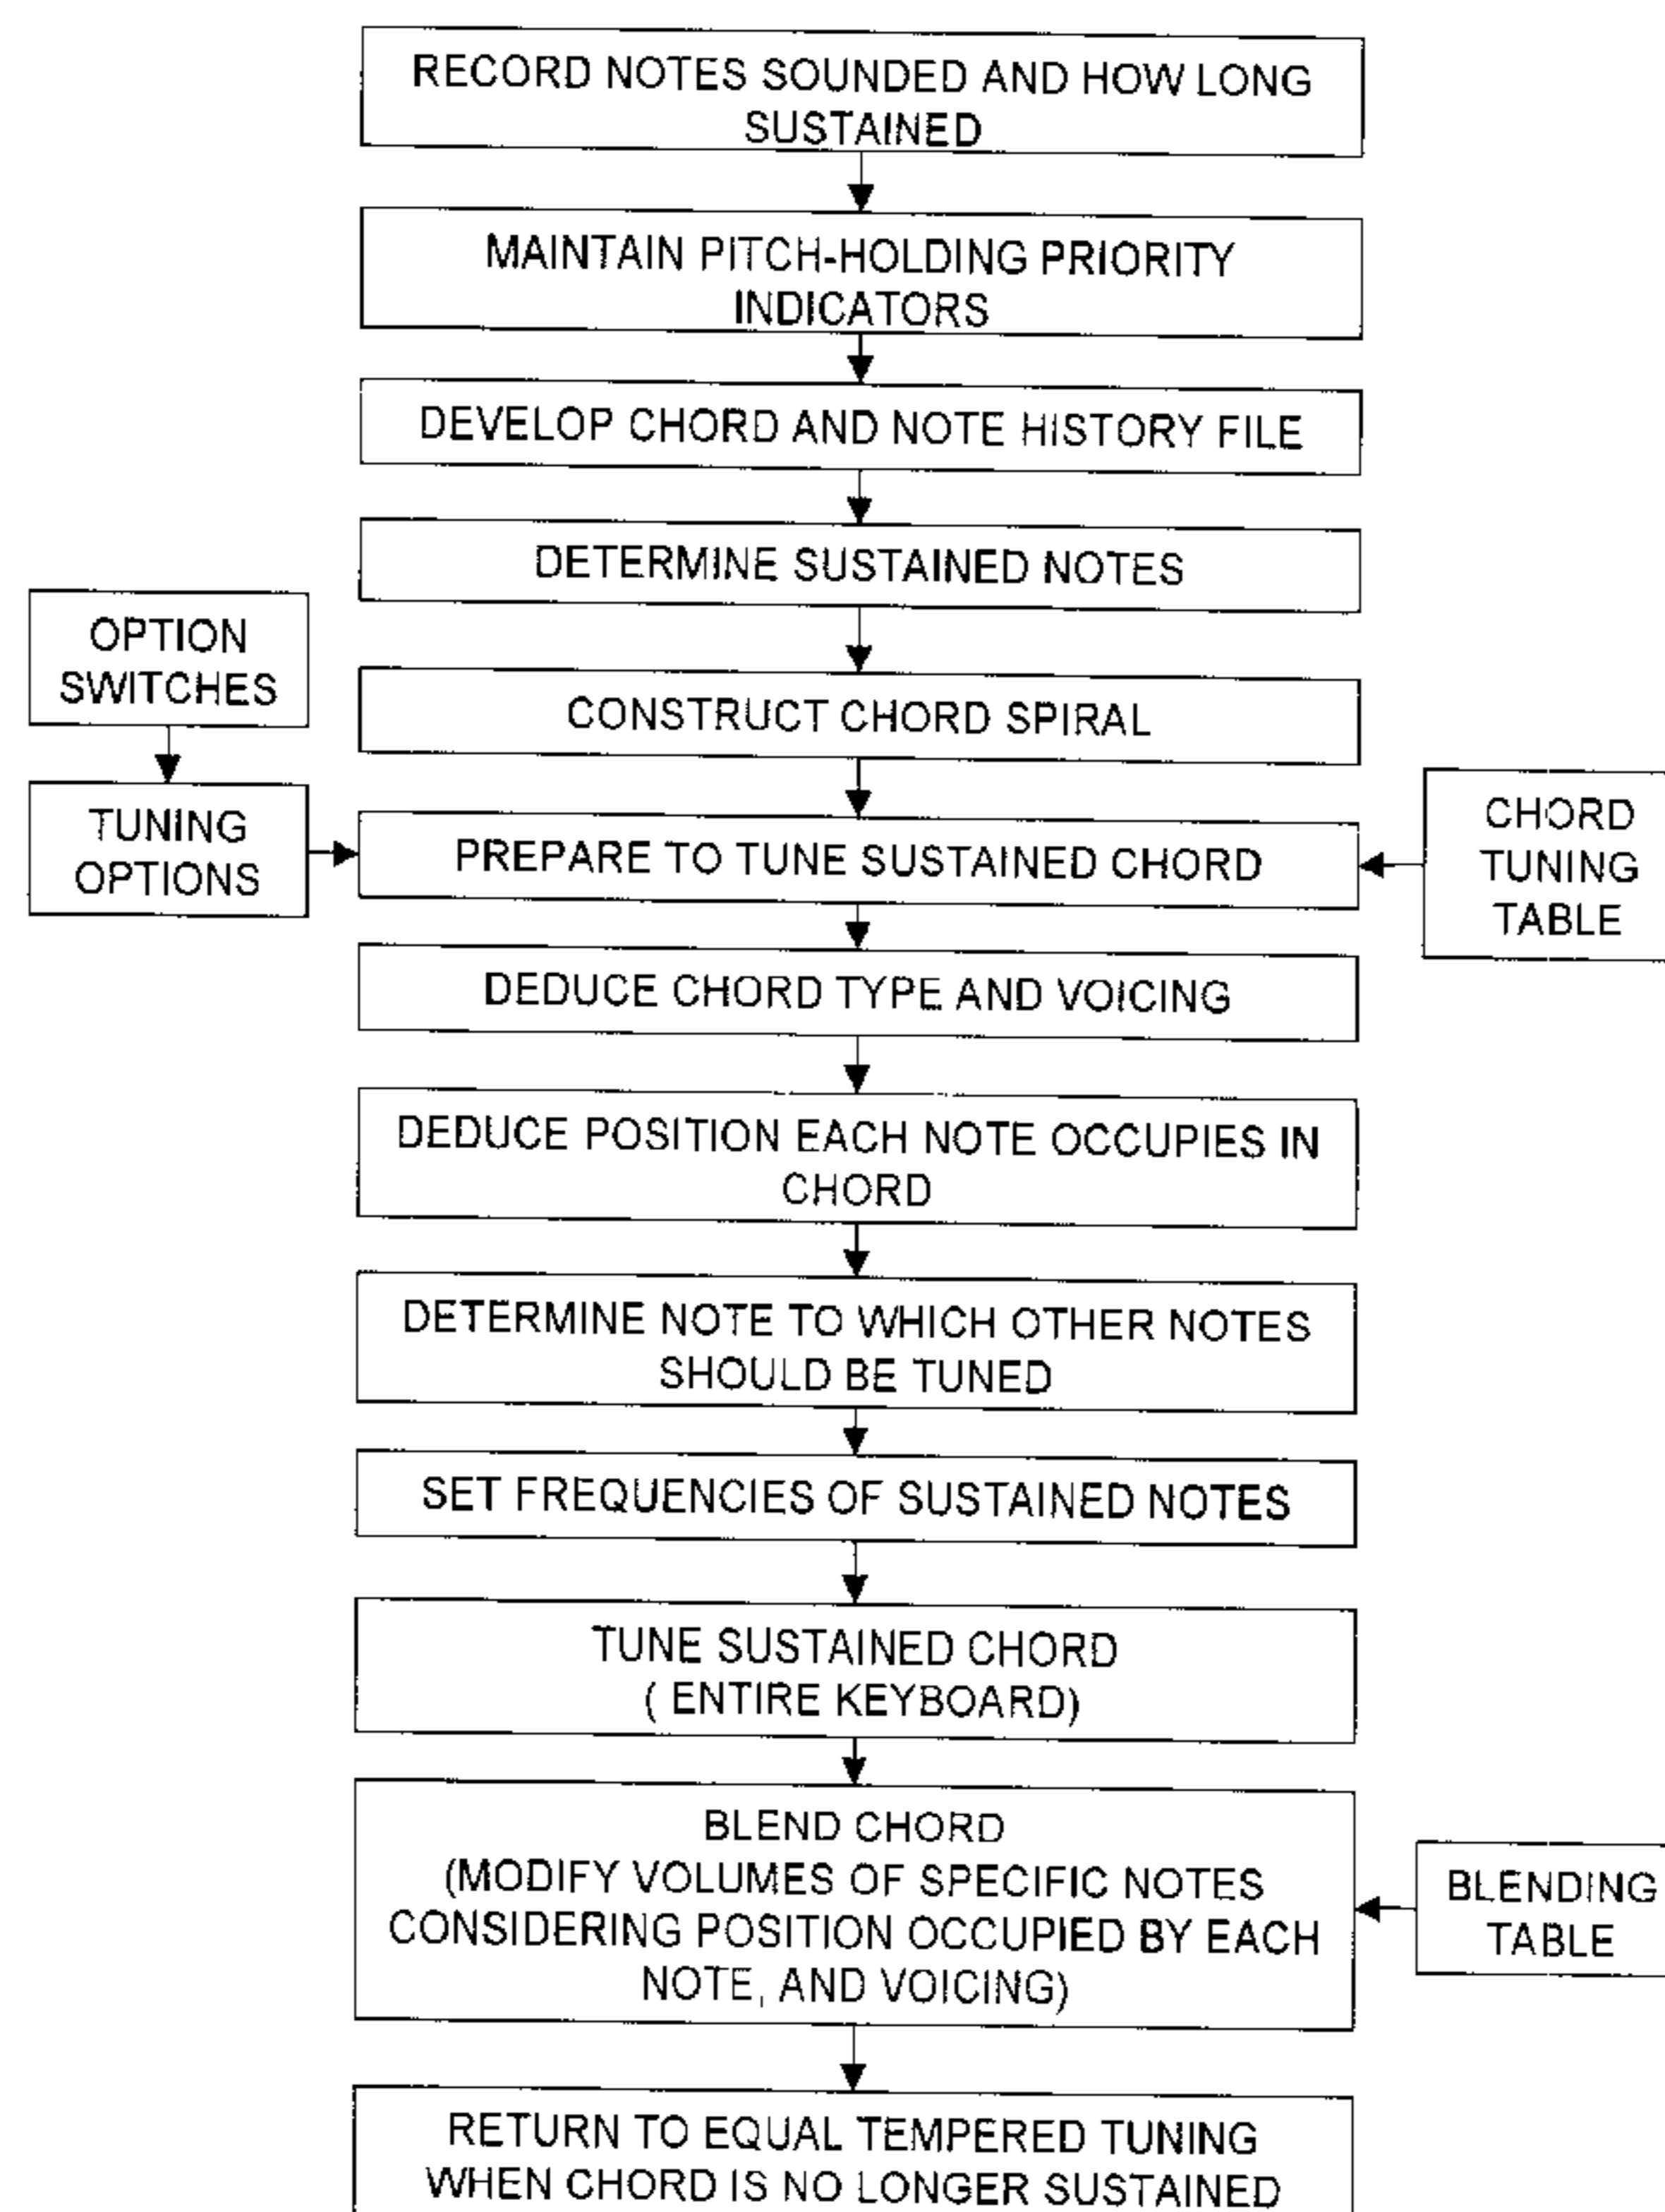 RECORD NOTES SOUNDED AND HOW LONG
SUSTAINED
MAINTAIN PITCH-HOLDING PRIORITY
INDICATORS
DEVELOP CHORD AND NOTE HISTORY FILE
DETERMINE SUSTAINED NOTES
OPTION
SWITCHES
CONSTRUCT CHORD SPIRAL
TUNING
OPTIONS
PREPARE TO TUNE SUSTAINED CHORD
CHORD
TUNING
TABLE
DEDUCE CHORD TYPE AND VOICING
DEDUCE POSITION EACH NOTE OCCUPIES IN
CHORD
DETERMINE NOTE TO WHICH OTHER NOTES
SHOULD BE TUNED
SET FREQUENCIES OF SUSTAINED NOTES
TUNE SUSTAINED CHORD
( ENTIRE KEYBOARD)
BLEND CHORD
(MODIFY VOLUMES OF SPECIFIC NOTES
CONSIDERING POSITION OCCUPIED BY EACH
NOTE, AND VOICING)
BLENDING
TABLE
RETURN TO EQUAL TEMPERED TUNING
WHEN CHORD IS NO LONGER SUSTAINED